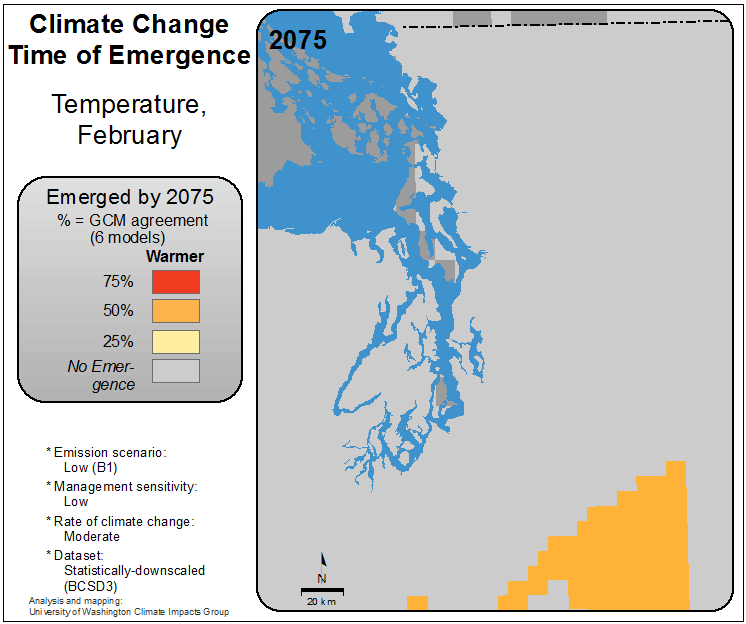 Climate Change
Time of Emergence
Temperature,
February
Emerged by 2075
% = GCM agreement
(6 models)
Warmer
75%
50%
25%
No Emer-
gence
* Emission scenario:
Low (B1)
* Management sensitivity:
Low
* Rate of climate change:
Moderate
* Dataset:
Statistically-downscaled
(BCSD3)
Analysis and mapping:
University of Washington Climate Impacts Group
2075
N
20 km